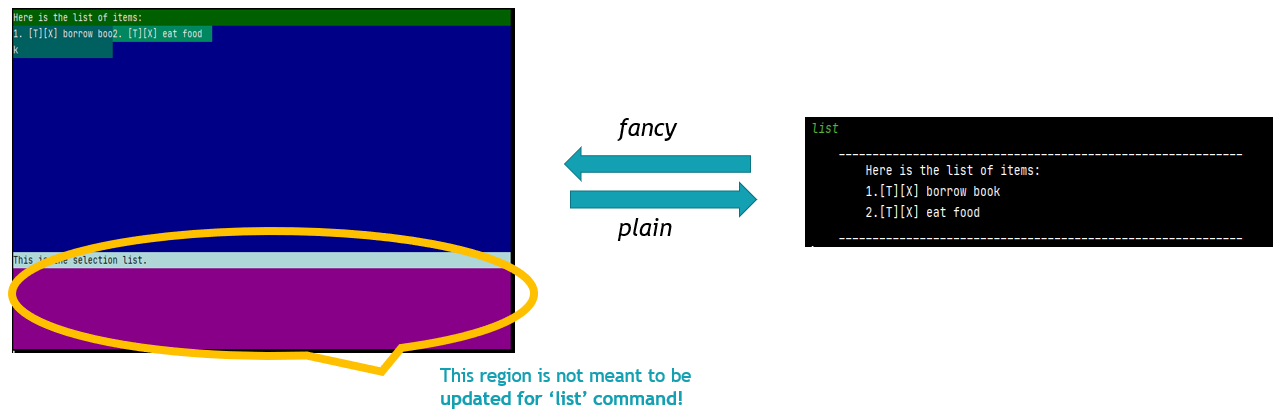 Here is the list of items:
1. [T][X] borrow boo2. [T][X] eat food
k
This is the selection list.
fancy
plain
list
Here is the list of items:
1.[T][X] borrow book
2.[T][X] eat food
This region is not meant to be
updated for ‘list’ command!